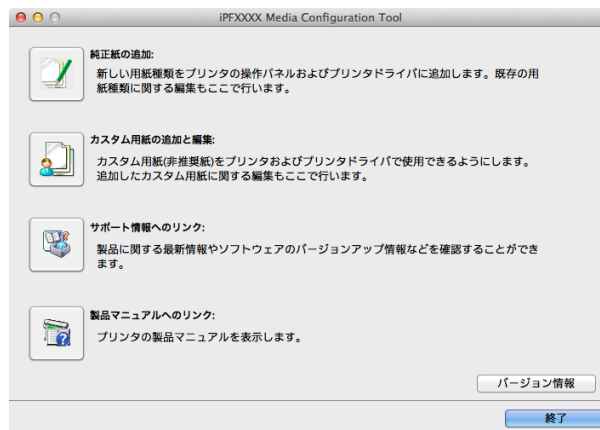 iPFXXXX Media Configuration Tool
純正紙の追加:
新しい用紙種類をプリンタの操作パネルおよびプリンタドライバに追加します。既存の用
紙種類に関する編集もここで行います。
カスタム用紙の追加と編集:
カスタム用紙(非推奨紙)をプリンタおよびプリンタドライバで使用できるようにします。
追加したカスタム用紙に関する編集もここで行います。
サポート情報へのリンク:
製品に関する最新情報やソフトウェアのバージョンアップ情報などを確認することができ
ます。
製品マニュアルへのリンク:
プリンタの製品マニュアルを表示します。
バージョン情報
終了